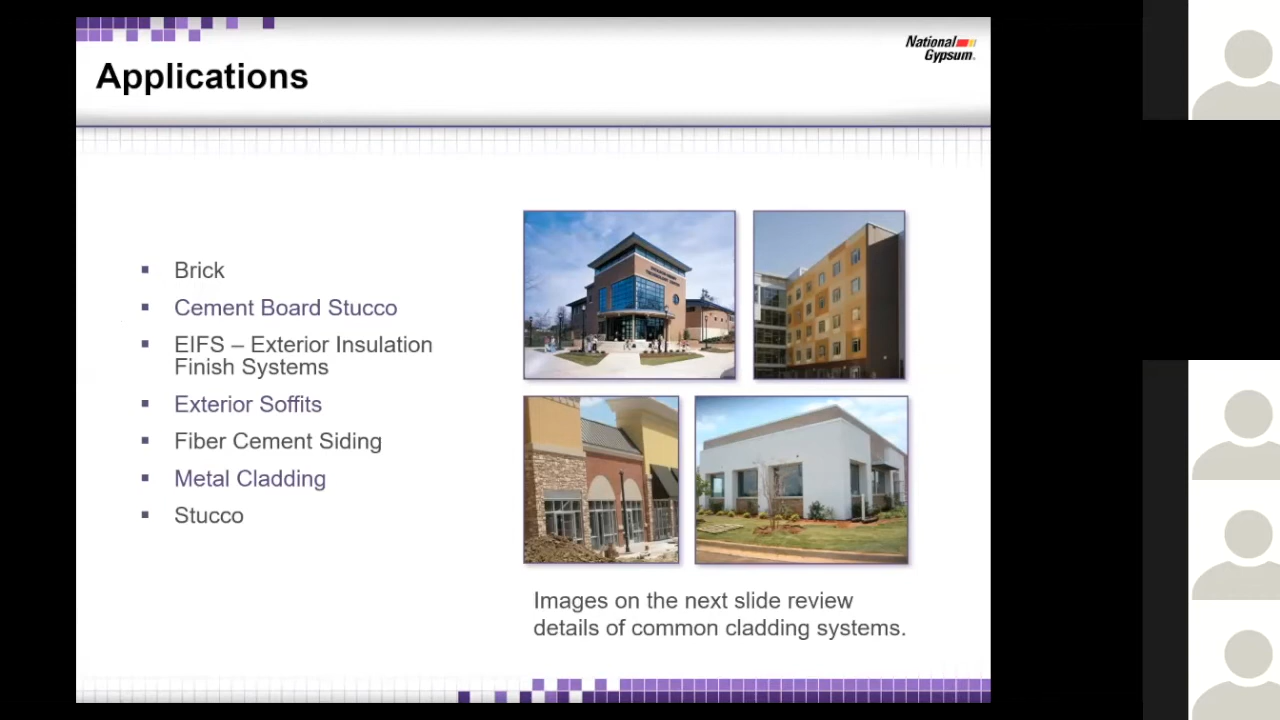 National
Gypsum
Applications
Brick
Cement Board Stucco
EIFS – Exterior Insulation
Finish Systems
Exterior Soffits
Fiber Cement Siding
Metal Cladding
Stucco
Images on the next slide review
details of common cladding systems.